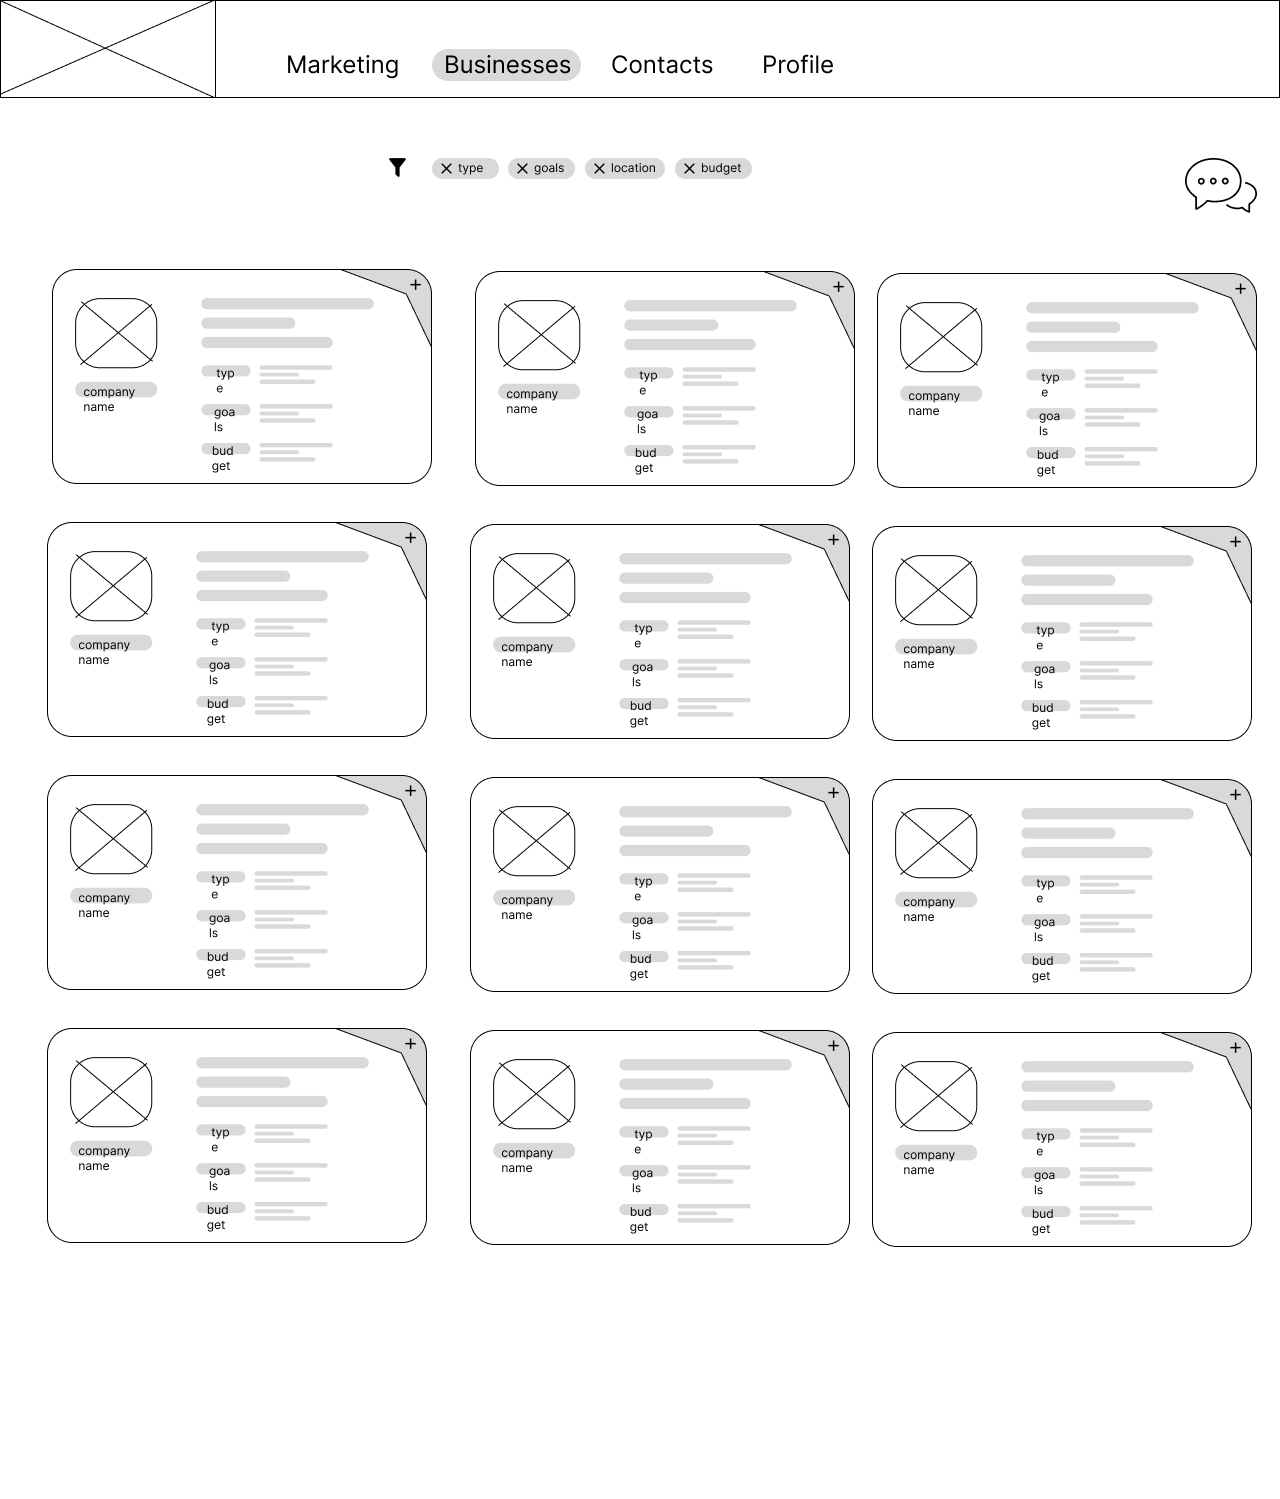 Marketing Businesses Contacts Profile
type goals location budget
+
company
name
typ
e
goa
ls
bud
get
+
company
name
typ
e
goa
ls
bud
get
+
company
name
typ
e
goa
ls
bud
get
+
company
name
typ
e
goa
ls
bud
get
+
company
name
typ
e
goa
ls
bud
get
+
company
name
typ
e
goa
ls
bud
get
+
company
name
typ
e
goa
ls
bud
get
+
company
name
typ
e
goa
ls
bud
get
+
company
name
typ
e
goa
ls
bud
get
+
company
name
typ
e
goa
ls
bud
get
+
company
name
typ
e
goa
ls
bud
get
+
company
name
typ
e
goa
ls
bud
get